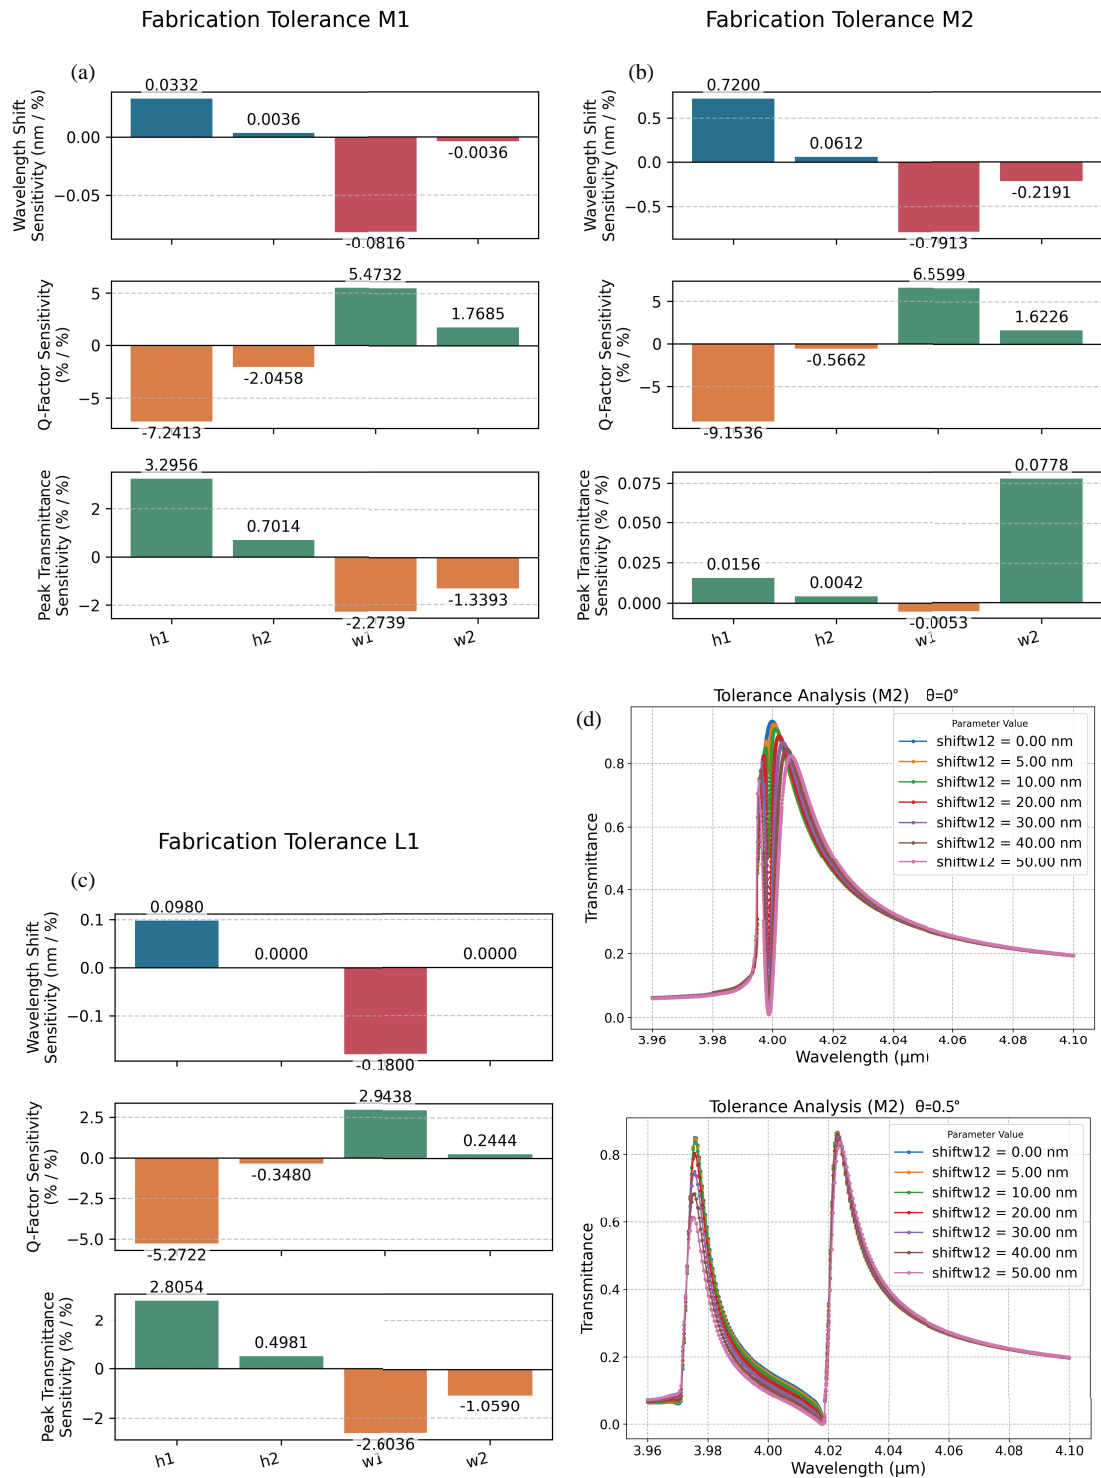 Fabrication Tolerance M1
(a)
Wavelength Shift
Sensitivity (nm / %)
0.00
−0.05
0.0332
0.0036
-0.0816
-0.0036
Q-Factor Sensitivity
(% / %)
5
0
−5
-7.2413
-2.0458
5.4732
1.7685
Peak Transmittance
Sensitivity (% / %)
2
0
−2
3.2956
0.7014
-2.2739
-1.3393
h1
h2
w1
w2
Fabrication Tolerance M2
(b)
Wavelength Shift
Sensitivity (nm / %)
0.5
0.0
−0.5
0.7200
0.0612
-0.7913
-0.2191
Q-Factor Sensitivity
(% / %)
5
0
−5
-9.1536
-0.5662
6.5599
1.6226
Peak Transmittance
Sensitivity (% / %)
0.075
0.050
0.025
0.000
0.0156
0.0042
-0.0053
0.0778
h1
h2
w1
w2
Fabrication Tolerance L1
(c)
Wavelength Shift
Sensitivity (nm / %)
0.1
0.0
−0.1
0.0980
0.0000
-0.1800
0.0000
Q-Factor Sensitivity
(% / %)
2.5
0.0
−2.5
−5.0
-5.2722
-0.3480
2.9438
0.2444
Peak Transmittance
Sensitivity (% / %)
2
0
−2
2.8054
0.4981
-2.6036
-1.0590
h1
h2
w1
w2
(d)
Tolerance Analysis (M2) θ=0°
Transmittance
0.8
0.6
0.4
0.2
0.0
Parameter Value
shiftw12 = 0.00 nm
shiftw12 = 5.00 nm
shiftw12 = 10.00 nm
shiftw12 = 20.00 nm
shiftw12 = 30.00 nm
shiftw12 = 40.00 nm
shiftw12 = 50.00 nm
3.96 3.98 4.00 4.02 4.04 4.06 4.08 4.10
Wavelength (μm)
Tolerance Analysis (M2) θ=0.5°
Transmittance
0.8
0.6
0.4
0.2
0.0
Parameter Value
shiftw12 = 0.00 nm
shiftw12 = 5.00 nm
shiftw12 = 10.00 nm
shiftw12 = 20.00 nm
shiftw12 = 30.00 nm
shiftw12 = 40.00 nm
shiftw12 = 50.00 nm
3.96 3.98 4.00 4.02 4.04 4.06 4.08 4.10
Wavelength (μm)